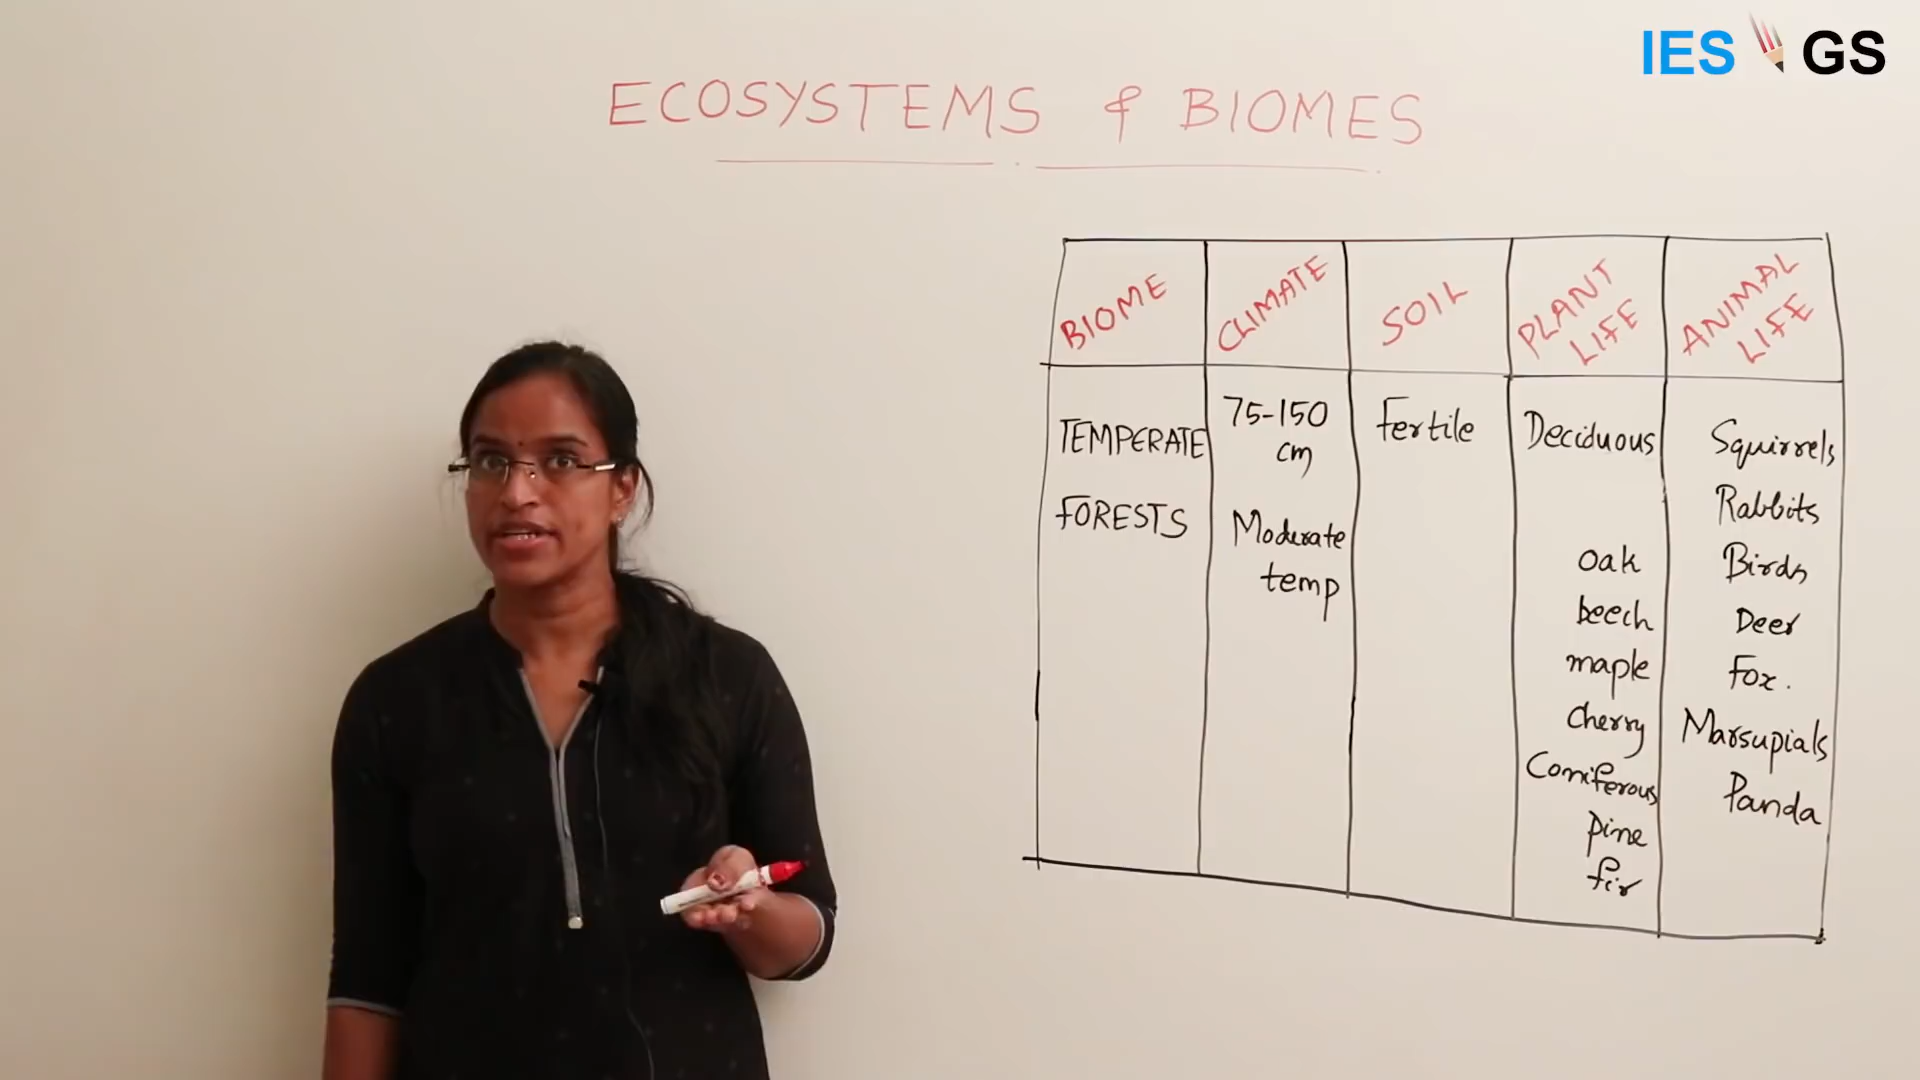 IES GS
ECOSYSTEMS & BIOMES
BIOME
CLIMATE
SOIL
PLANT
LIFE
ANIMAL
LIFE
TEMPERATE
FORESTS
75-150
cm
Moderate
temp
Fertile
Deciduous
oak
beech
maple
Cherry
Coniferous
pine
fir
Squirrels
Rabbits
Birds
Deer
Fox.
Marsupials
Panda